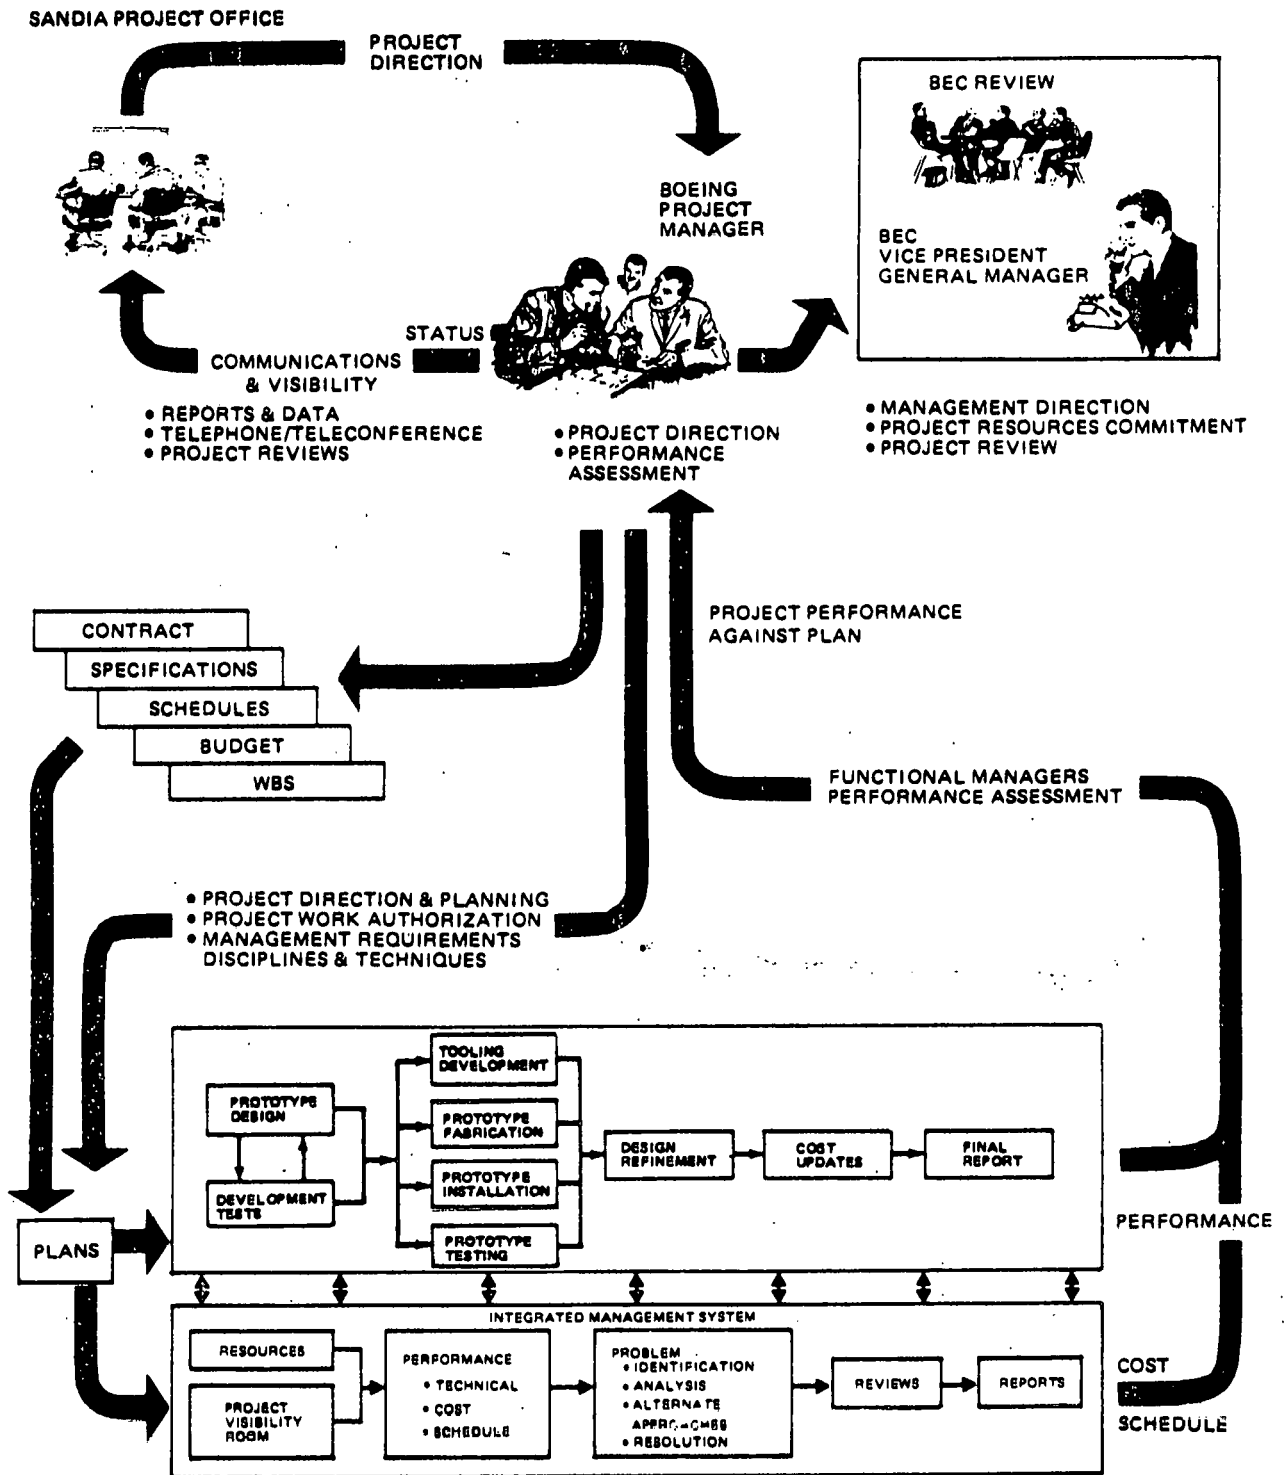 SANDIA PROJECT OFFICE
PROJECT
DIRECTION
BEC REVIEW
BOEING
PROJECT
MANAGER
BEC
VICE PRESIDENT
GENERAL MANAGER
STATUS
COMMUNICATIONS
& VISIBILITY
• REPORTS & DATA
• TELEPHONE/TELECONFERENCE
• PROJECT REVIEWS
• PROJECT DIRECTION
• PERFORMANCE
ASSESSMENT
• MANAGEMENT DIRECTION
• PROJECT RESOURCES COMMITMENT
• PROJECT REVIEW
PROJECT PERFORMANCE
AGAINST PLAN
CONTRACT
SPECIFICATIONS
SCHEDULES
BUDGET
WBS
FUNCTIONAL MANAGERS
PERFORMANCE ASSESSMENT
• PROJECT DIRECTION & PLANNING
• PROJECT WORK AUTHORIZATION
• MANAGEMENT REQUIREMENTS
DISCIPLINES & TECHNIQUES
PROTOTYPE
DESIGN
DEVELOPMENT
TESTS
TOOLING
DEVELOPMENT
PROTOTYPE
FABRICATION
PROTOTYPE
INSTALLATION
PROTOTYPE
TESTING
DESIGN
REFINEMENT
COST
UPDATES
FINAL
REPORT
PLANS
PERFORMANCE
INTEGRATED MANAGEMENT SYSTEM
RESOURCES
PROJECT
VISIBILITY
ROOM
PERFORMANCE
• TECHNICAL
• COST
• SCHEDULE
PROBLEM
• IDENTIFICATION
• ANALYSIS
• ALTERNATE
APPROACHES
• RESOLUTION
REVIEWS
REPORTS
COST
SCHEDULE